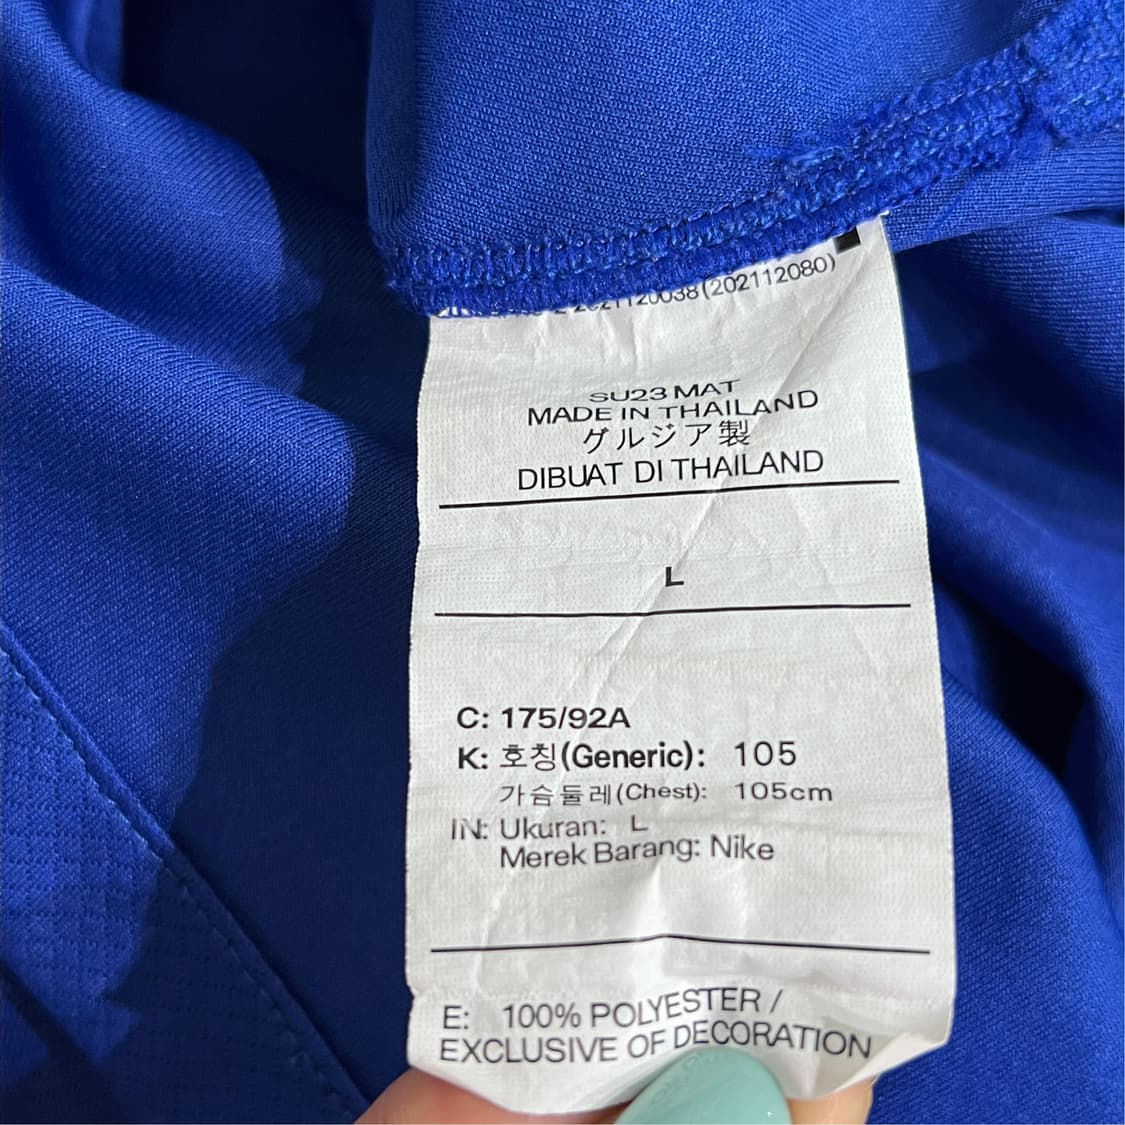 (202112080)
SU23 MAT
MADE IN THAILAND
グルジア製
DIBUAT DI THAILAND
L
C: 175/92A
K: 호칭(Generic): 105
가슴둘레(Chest): 105cm
IN: Ukuran: L
Merek Barang: Nike
E: 100% POLYESTER /
EXCLUSIVE OF DECORATION